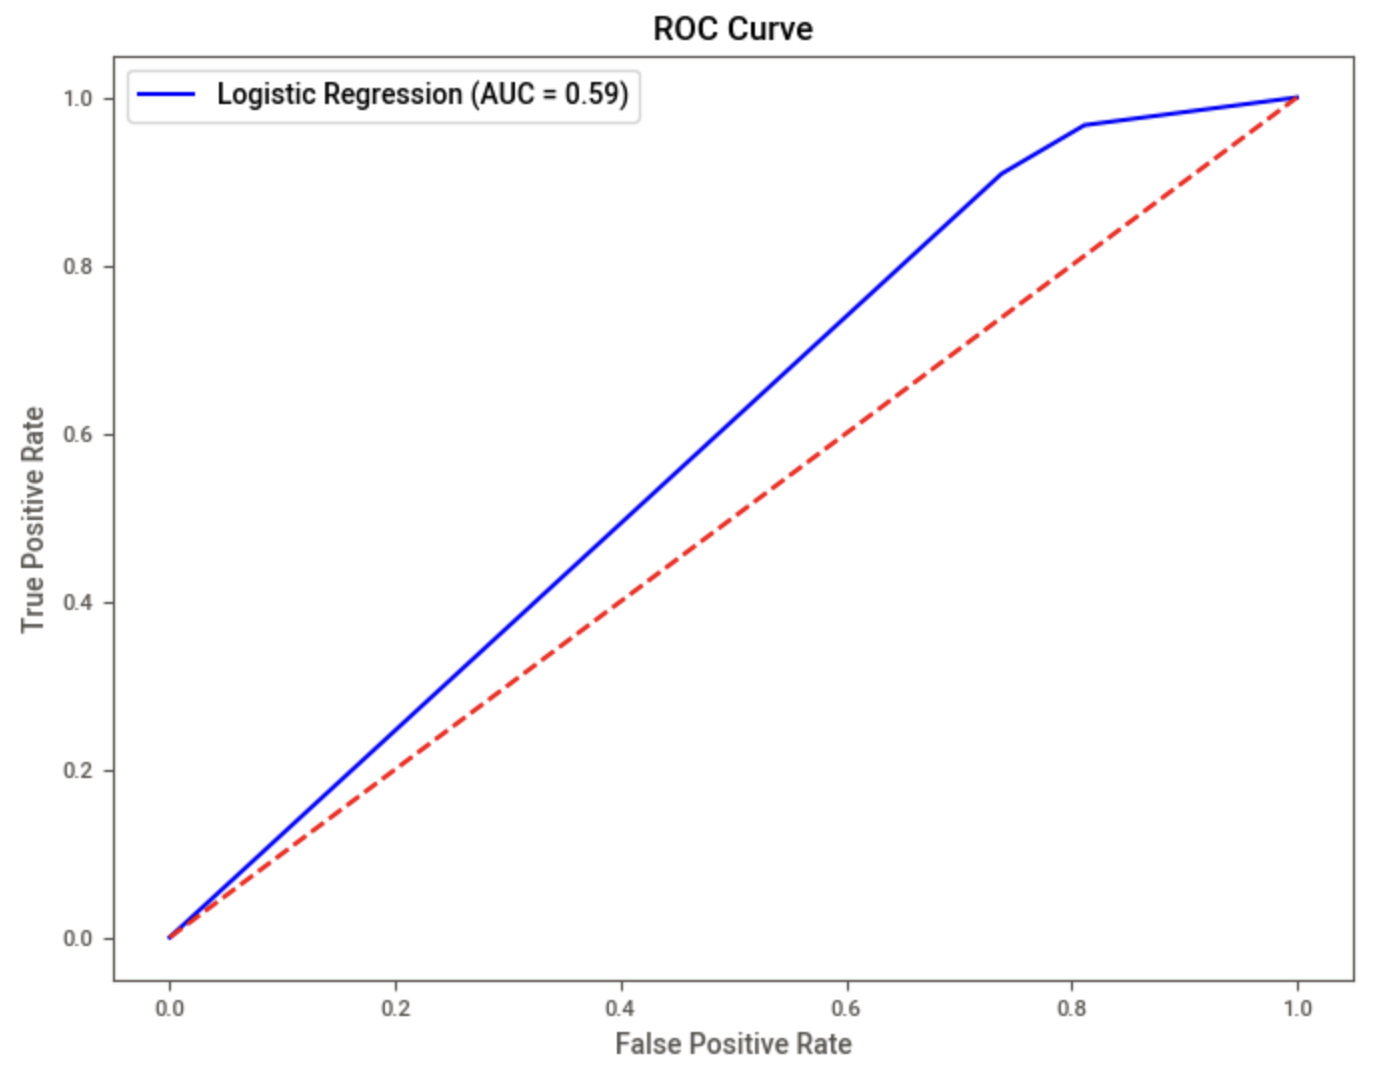 ROC Curve
Logistic Regression (AUC = 0.59)
1.0
0.8
0.6
0.4
0.2
0.0
True Positive Rate
0.0 0.2 0.4 0.6 0.8 1.0
False Positive Rate